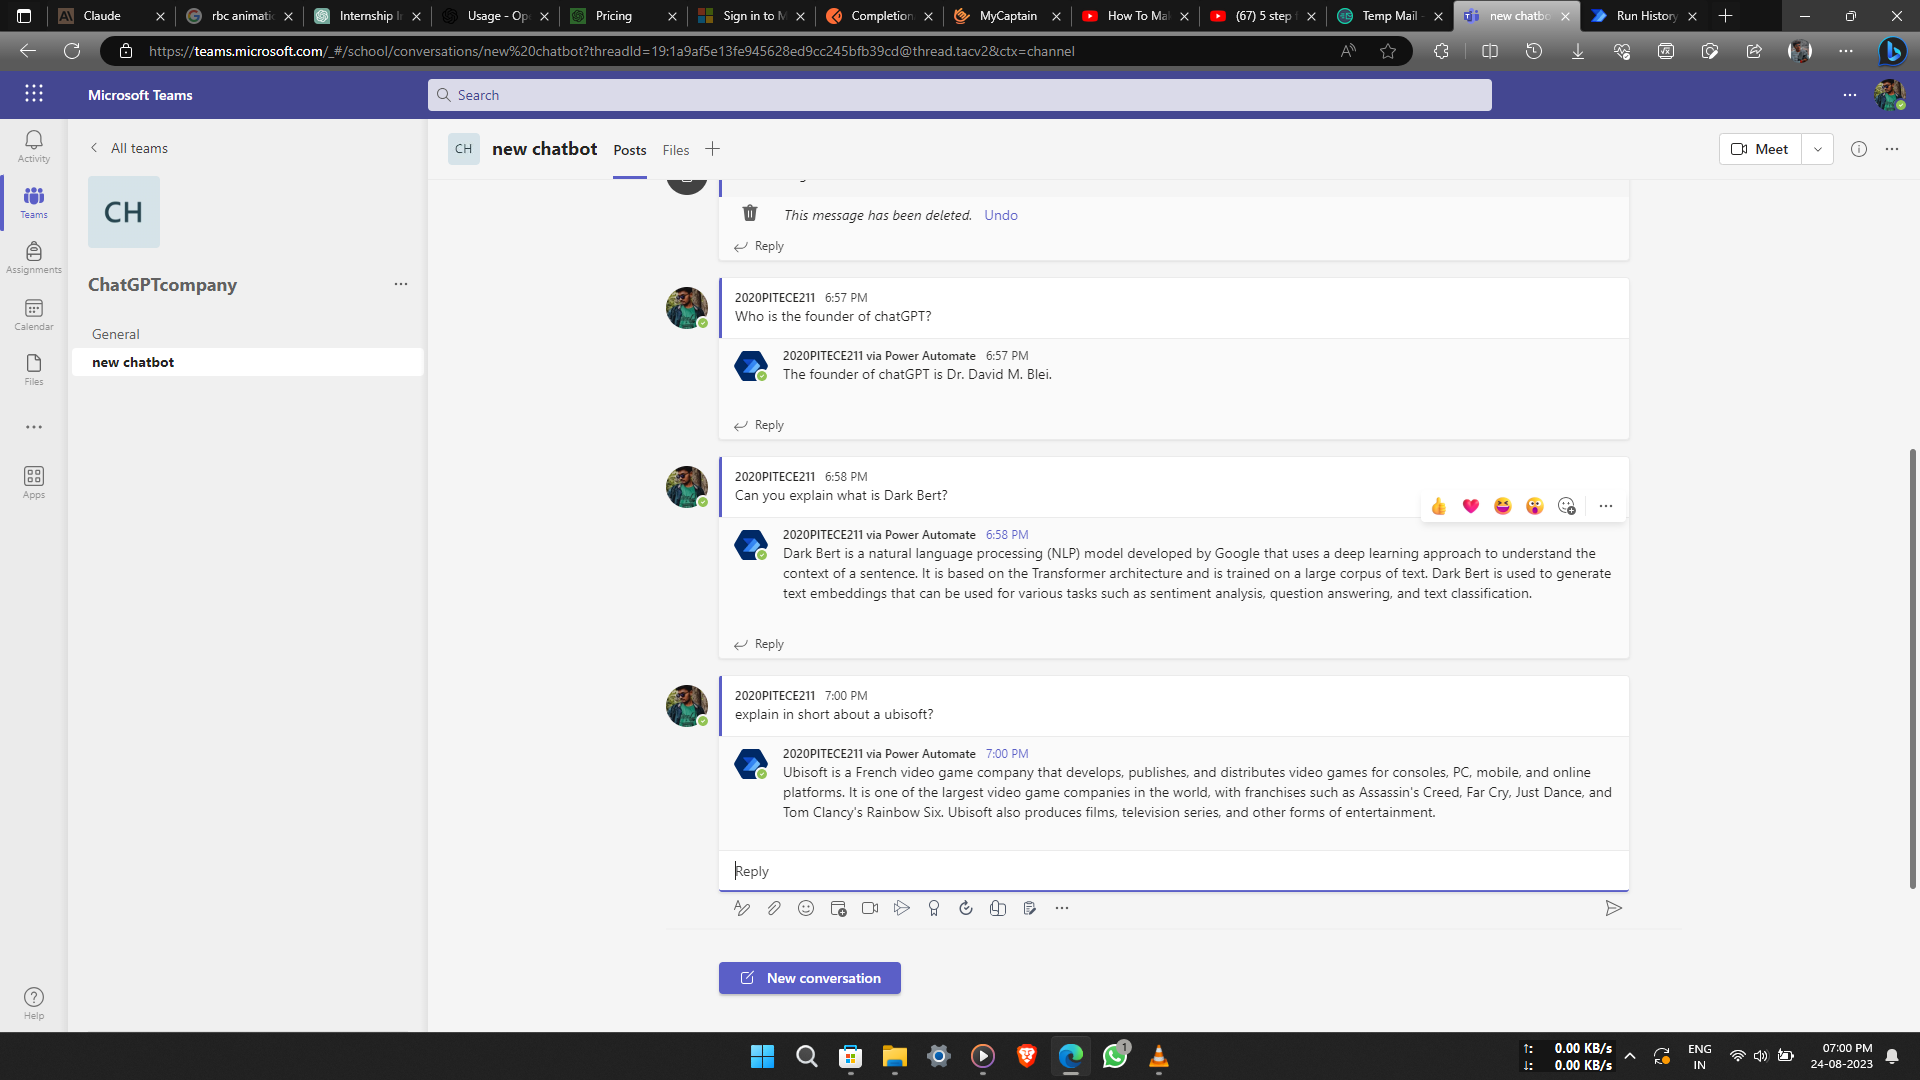 Claude
rbc animatio
Internship In
Usage - Ope
Pricing
Sign in to M
Completion
MyCaptain
How To Mak
(67) 5 step
Temp Mail -
new chatbo
Run History
https://teams.microsoft.com/_#/school/conversations/new%20chatbot?threadId=19:1a9af5e13fe945628ed9cc245bfb39cd@thread.tacv2&ctx=channel
Microsoft Teams
Search
Activity
Teams
Assignments
Calendar
Files
Apps
Help
All teams
CH
ChatGPTcompany
General
new chatbot
CH
new chatbot
Posts
Files
Meet
This message has been deleted. Undo
Reply
2020PITECE211 6:57 PM
Who is the founder of chatGPT?
2020PITECE211 via Power Automate 6:57 PM
The founder of chatGPT is Dr. David M. Blei.
Reply
2020PITECE211 6:58 PM
Can you explain what is Dark Bert?
2020PITECE211 via Power Automate 6:58 PM
Dark Bert is a natural language processing (NLP) model developed by Google that uses a deep learning approach to understand the
context of a sentence. It is based on the Transformer architecture and is trained on a large corpus of text. Dark Bert is used to generate
text embeddings that can be used for various tasks such as sentiment analysis, question answering, and text classification.
Reply
2020PITECE211 7:00 PM
explain in short about a ubisoft?
2020PITECE211 via Power Automate 7:00 PM
Ubisoft is a French video game company that develops, publishes, and distributes video games for consoles, PC, mobile, and online
platforms. It is one of the largest video game companies in the world, with franchises such as Assassin's Creed, Far Cry, Just Dance, and
Tom Clancy's Rainbow Six. Ubisoft also produces films, television series, and other forms of entertainment.
Reply
New conversation
1
0.00 KB/s
0.00 KB/s
ENG
IN
07:00 PM
24-08-2023